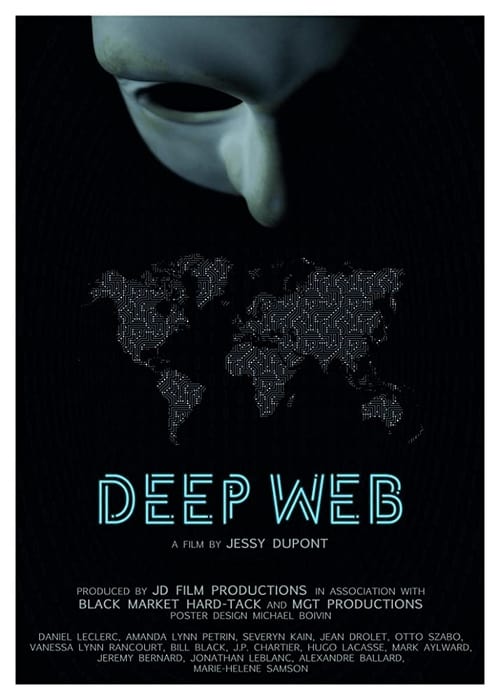 DEEP WEB
A FILM BY JESSY DUPONT
PRODUCED BY JD FILM PRODUCTIONS IN ASSOCIATION WITH
BLACK MARKET HARD-TACK AND MGT PRODUCTIONS
POSTER DESIGN MICHAEL BOIVIN
DANIEL LECLERC, AMANDA LYNN PETRIN, SEVERYN KAIN, JEAN DROLET, OTTO SZABO,
VANESSA LYNN RANCOURT, BILL BLACK, J.P. CHARTIER, HUGO LACASSE, MARK AYLWARD,
JEREMY BERNARD, JONATHAN LEBLANC, ALEXANDRE BALLARD,
MARIE-HELENE SAMSON